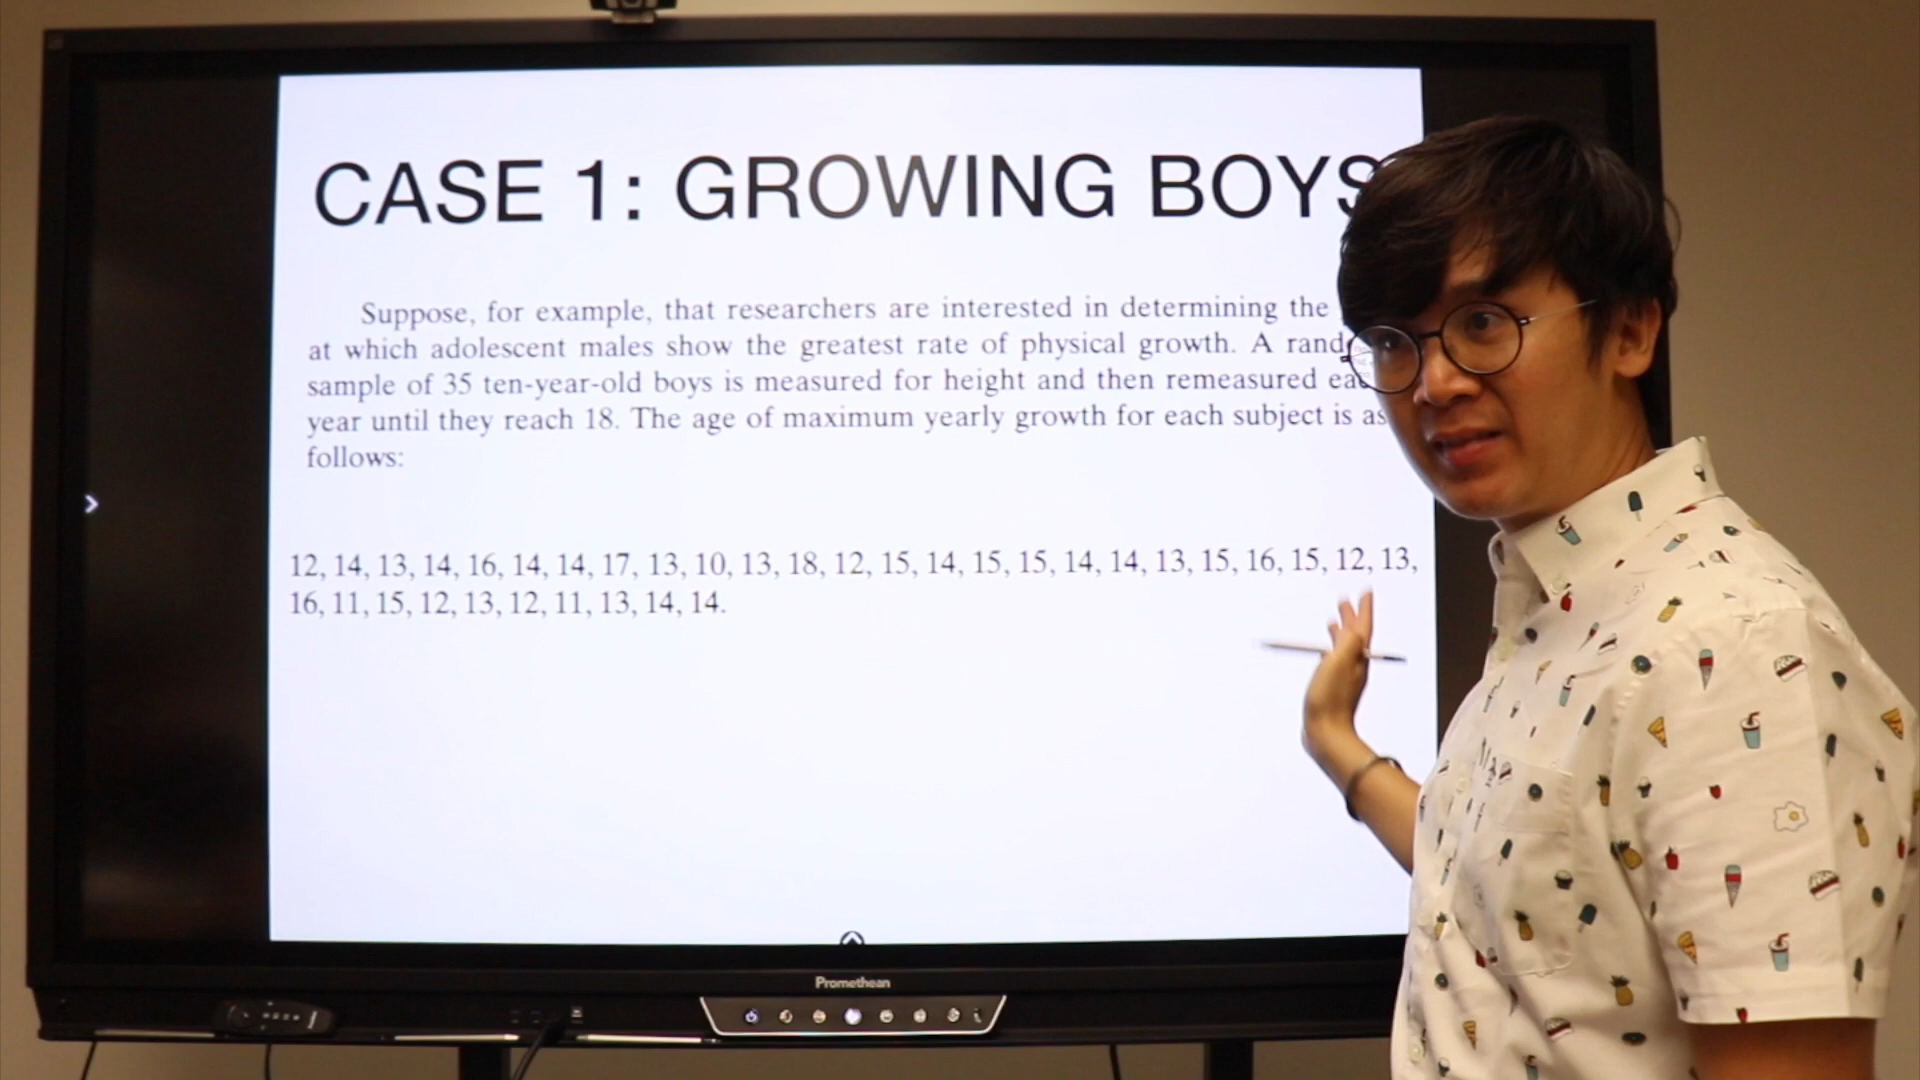 CASE 1: GROWING BOYS
Suppose, for example, that researchers are interested in determining the
at which adolescent males show the greatest rate of physical growth. A rand
sample of 35 ten-year-old boys is measured for height and then remeasured eac
year until they reach 18. The age of maximum yearly growth for each subject is as
follows:
12, 14, 13, 14, 16, 14, 14, 17, 13, 10, 13, 18, 12, 15, 14, 15, 15, 14, 14, 13, 15, 16, 15, 12, 13,
16, 11, 15, 12, 13, 12, 11, 13, 14, 14.
Promethean